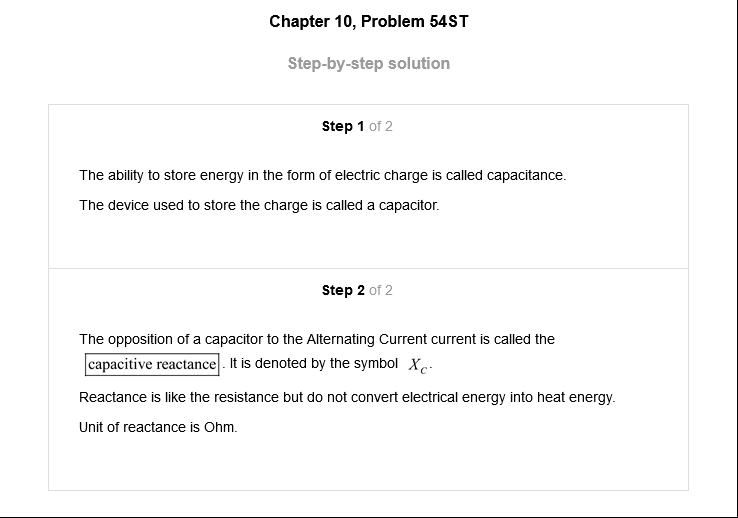 Chapter 10, Problem 54ST
Step-by-step solution
Step 1 of 2
The ability to store energy in the form of electric charge is called capacitance.
The device used to store the charge is called a capacitor.
Step 2 of 2
The opposition of a capacitor to the Alternating Current current is called the
capacitive reactance. It is denoted by the symbol X_C.
Reactance is like the resistance but do not convert electrical energy into heat energy.
Unit of reactance is Ohm.